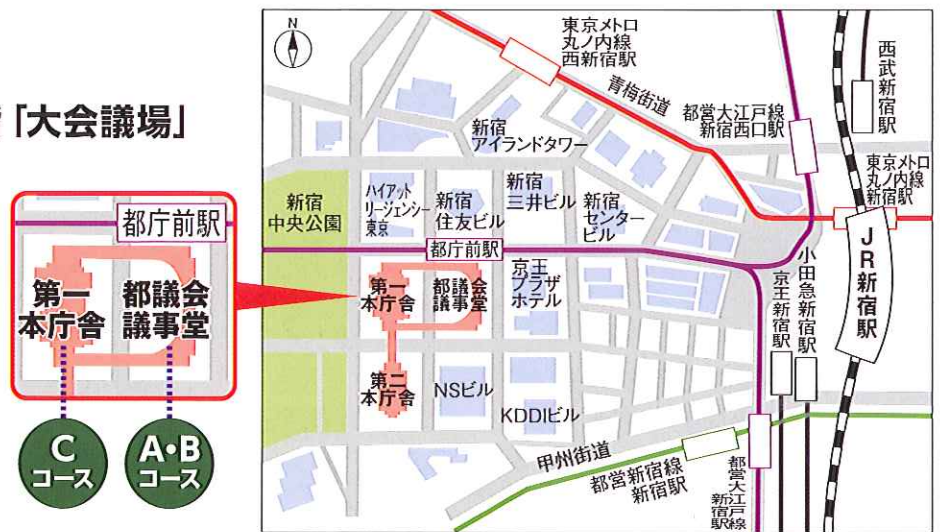 「大会議場」
都庁前駅
第一
本庁舎
都議会
議事堂
C
コース
A・B
コース
N
東京メトロ
丸ノ内線
西新宿駅
青梅街道
西武新宿駅
都営大江戸線
新宿西口駅
新宿
アイランドタワー
東京メトロ
丸ノ内線
新宿駅
新宿
中央公園
ハイアット
リージェンシー
東京
新宿
住友ビル
新宿
三井ビル
新宿
センター
ビル
都庁前駅
JR新宿駅
小田急新宿駅
京王新宿駅
第一
本庁舎
都議会
議事堂
京王
プラザ
ホテル
第二
本庁舎
NSビル
KDDIビル
甲州街道
都営新宿線
新宿駅
都営大江戸線
新宿駅